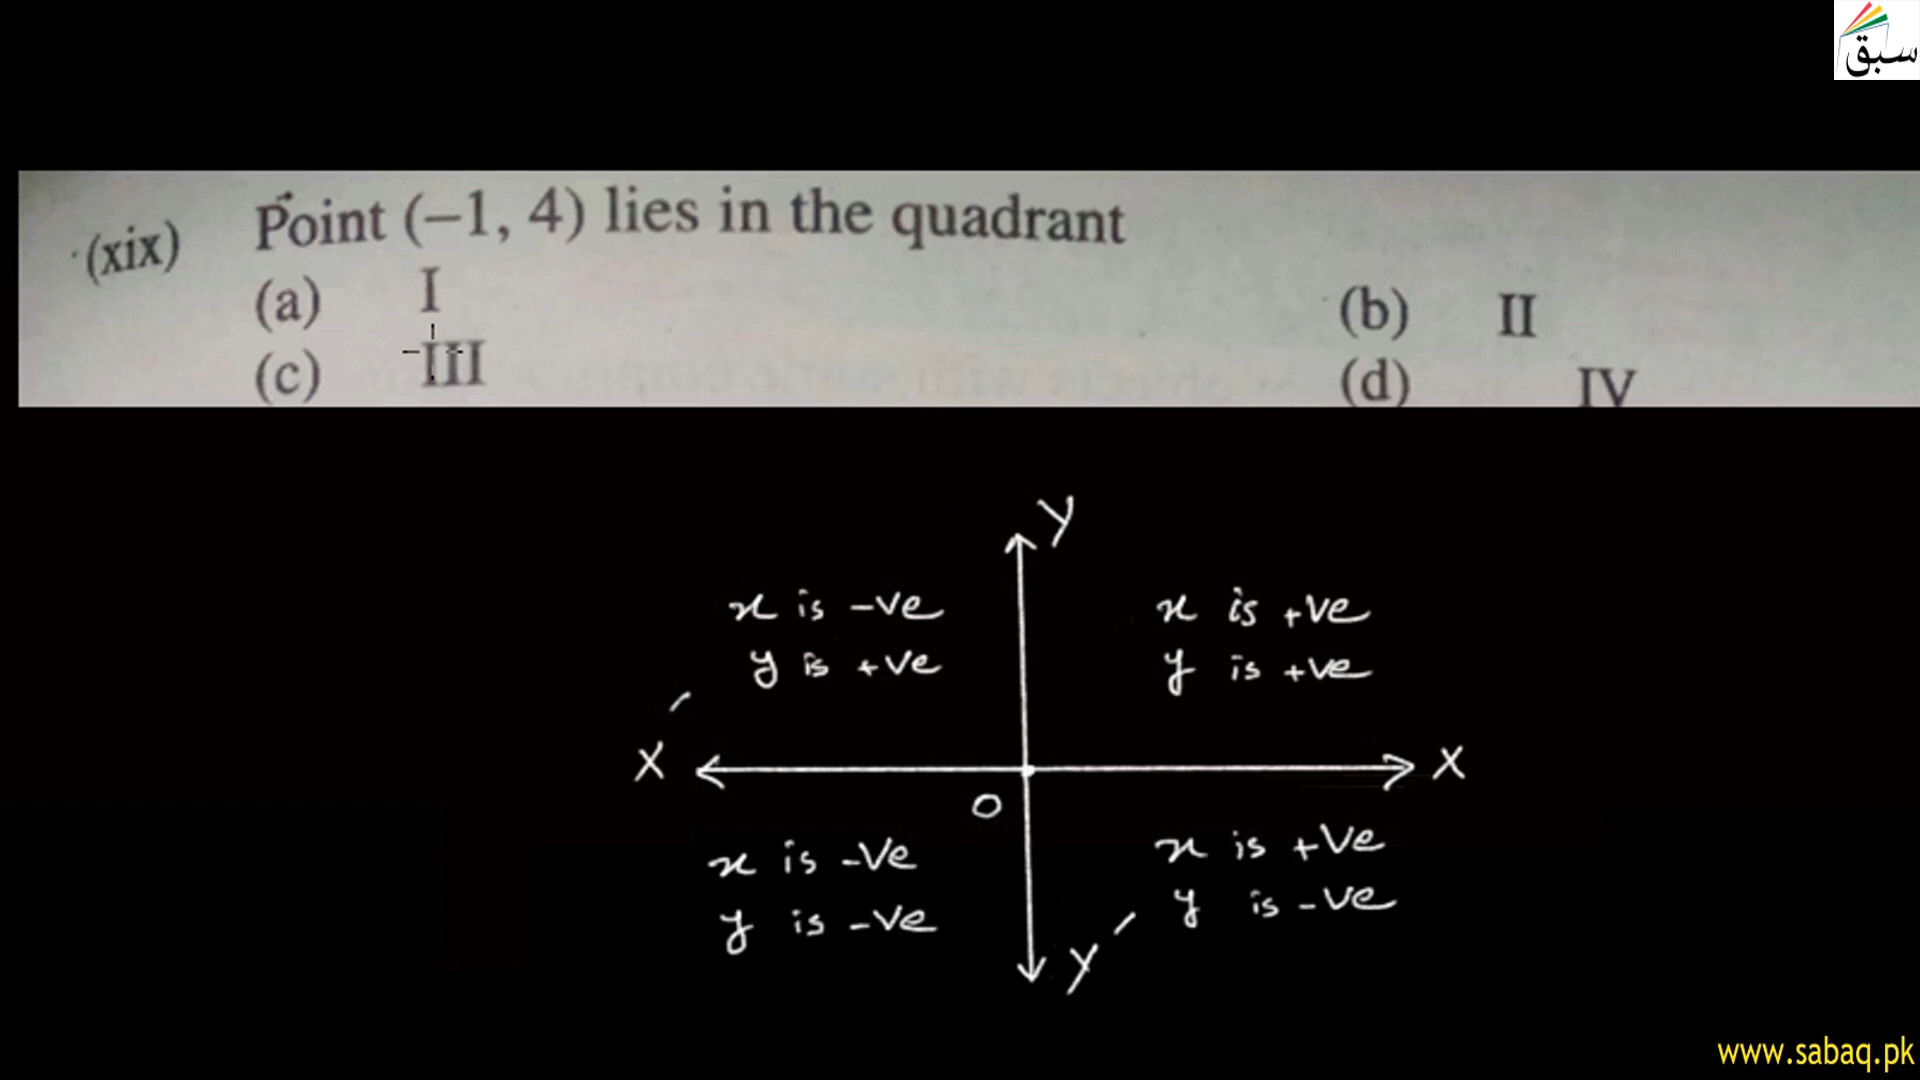 سبق
(xix) Point (–1, 4) lies in the quadrant
(a) I (b) II
(c) III (d) IV
Y
x is -ve x is +ve
y is +ve y is +ve
X' X
O
x is -ve x is +ve
y is -ve y is -ve
Y'
www.sabaq.pk